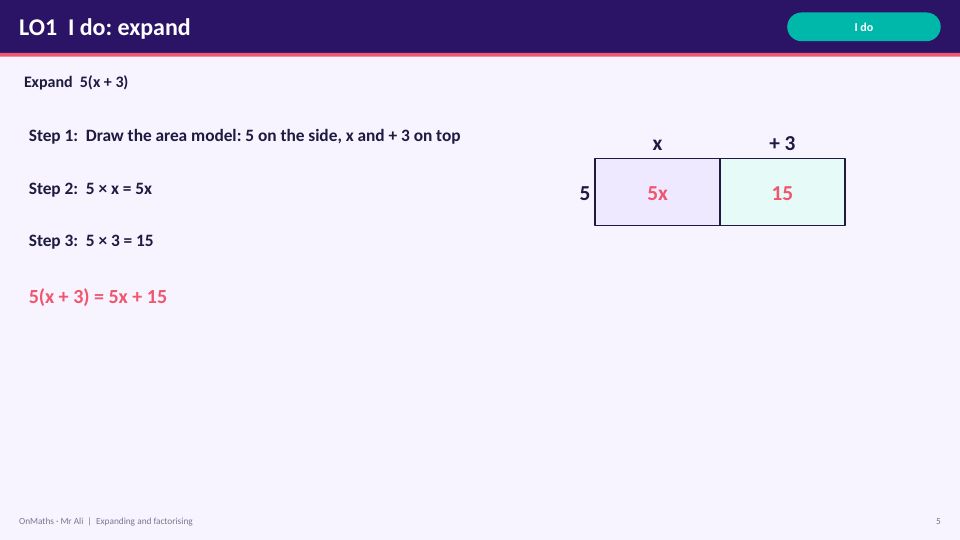 LO1 I do: expand
I do
Expand 5(x + 3)
Step 1: Draw the area model: 5 on the side, x and + 3 on top
x + 3
5 5x 15
Step 2: 5 × x = 5x
Step 3: 5 × 3 = 15
5(x + 3) = 5x + 15
OnMaths - Mr Ali | Expanding and factorising
5